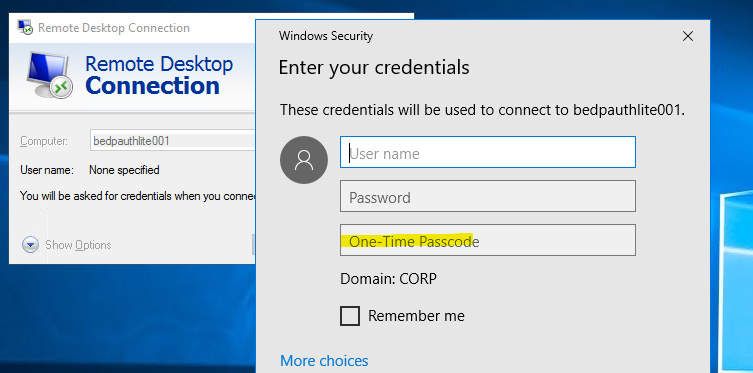 Remote Desktop Connection
Remote Desktop
Connection
Computer:
bedpauthlite001
User name:
None specified
You will be asked for credentials when you connec
Show Options
Windows Security
Enter your credentials
These credentials will be used to connect to bedpauthlite001.
User name
Password
One-Time Passcode
Domain: CORP
Remember me
More choices